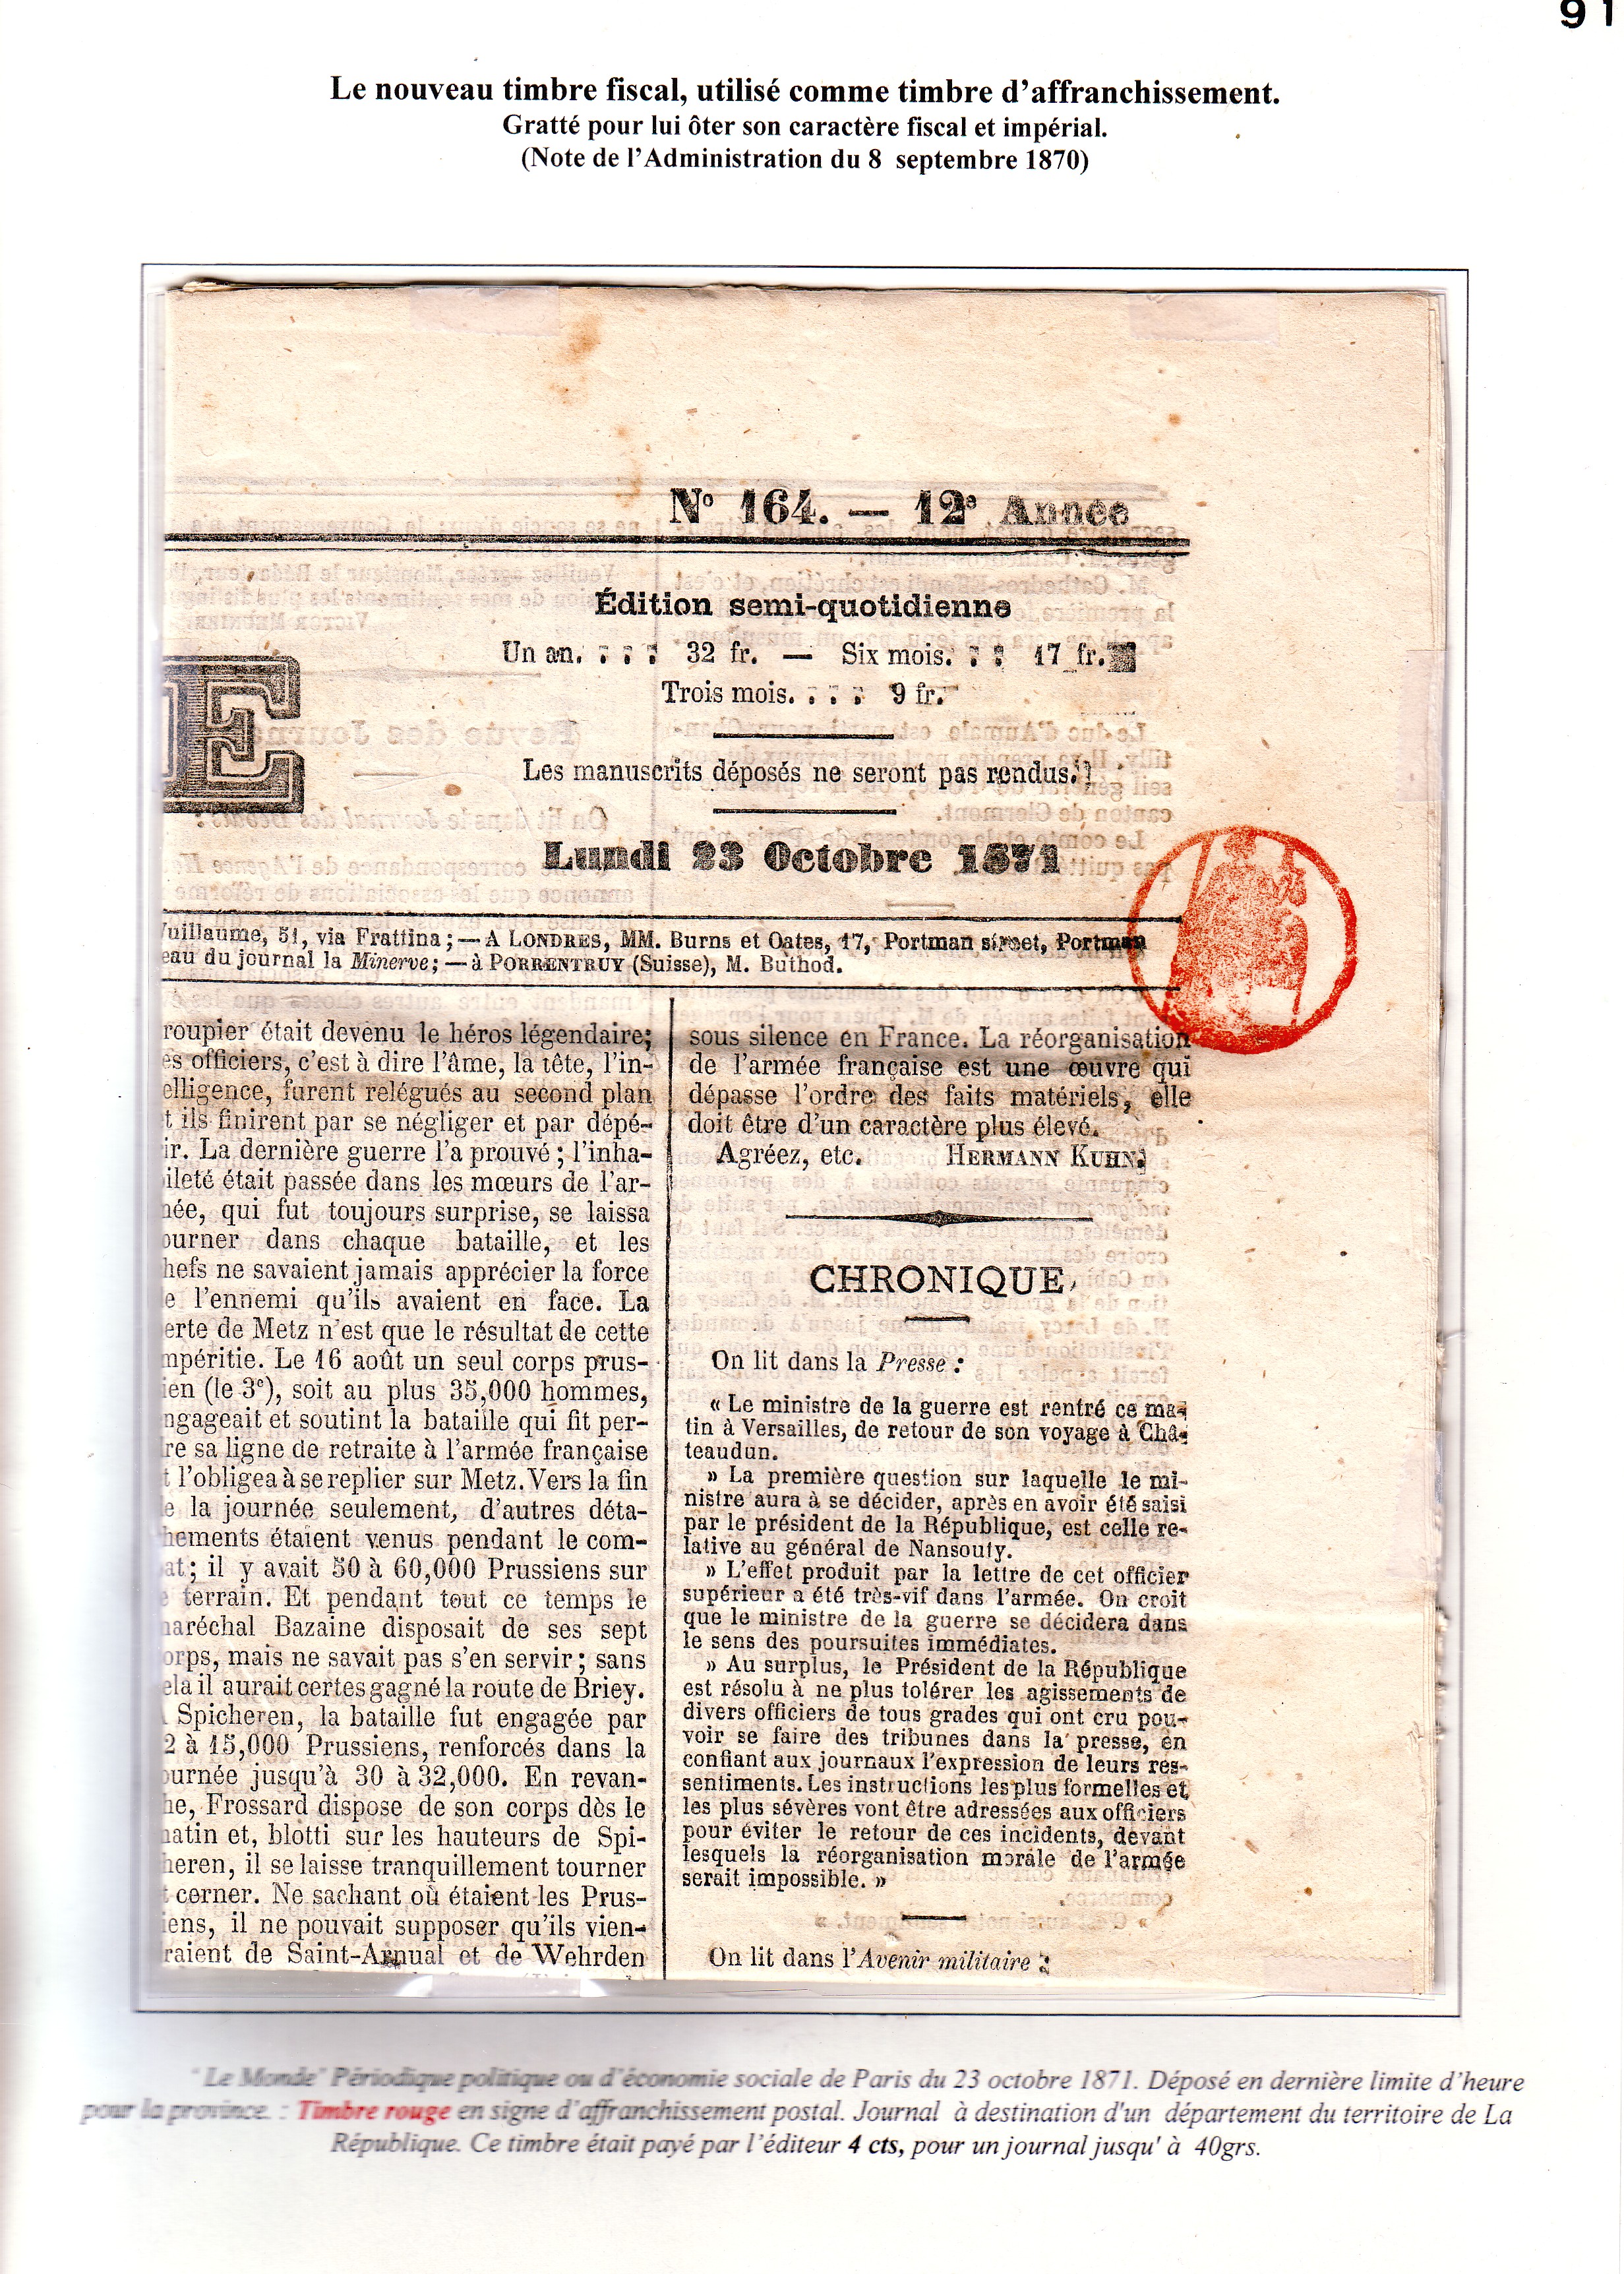 91
Le nouveau timbre fiscal, utilisé comme timbre d’affranchissement.
Gratté pour lui ôter son caractère fiscal et impérial.
(Note de l’Administration du 8 septembre 1870)
Nº 164. — 12ᵉ Année
Édition semi-quotidienne
Un an. : : : 32 fr. — Six mois. : : 17 fr.
Trois mois. : : : 9 fr.
E
Les manuscrits déposés ne seront pas rendus.
Lundi 23 Octobre 1871
uillaume, 51, via Frattina; — A LONDRES, MM. Burns et Oates, 17, Portman street, Portman
eau du journal la Minerve; — à PORRENTRUY (Suisse), M. Buthod.
roupier était devenu le héros légendaire;
es officiers, c’est à dire l’âme, la tête, l’in-
elligence, furent relégués au second plan
t ils finirent par se négliger et par dépé-
ir. La dernière guerre l’a prouvé; l’inha-
ileté était passée dans les mœurs de l’ar-
née, qui fut toujours surprise, se laissa
ourner dans chaque bataille, et les
hefs ne savaient jamais apprécier la force
e l’ennemi qu’ils avaient en face. La
erte de Metz n’est que le résultat de cette
mpéritie. Le 16 août un seul corps prus-
ien (le 3ᵉ), soit au plus 35,000 hommes,
ngageait et soutint la bataille qui fit per-
re sa ligne de retraite à l’armée française
t l’obligea à se replier sur Metz. Vers la fin
e la journée seulement, d’autres déta-
hements étaient venus pendant le com-
at; il y avait 50 à 60,000 Prussiens sur
e terrain. Et pendant tout ce temps le
naréchal Bazaine disposait de ses sept
orps, mais ne savait pas s’en servir; sans
ela il aurait certes gagné la route de Briey.
Spicheren, la bataille fut engagée par
2 à 15,000 Prussiens, renforcés dans la
ournée jusqu’à 30 à 32,000. En revan-
he, Frossard dispose de son corps dès le
natin et, blotti sur les hauteurs de Spi-
heren, il se laisse tranquillement tourner
t cerner. Ne sachant où étaient les Prus-
iens, il ne pouvait supposer qu’ils vien-
raient de Saint-Arnual et de Wehrden
sous silence en France. La réorganisation
de l’armée française est une œuvre qui
dépasse l’ordre des faits matériels, elle
doit être d’un caractère plus élevé.
Agréez, etc. HERMANN KUHN.
CHRONIQUE
On lit dans la Presse :
« Le ministre de la guerre est rentré ce ma-
tin à Versailles, de retour de son voyage à Châ-
teaudun.
» La première question sur laquelle le mi-
nistre aura à se décider, après en avoir été saisi
par le président de la République, est celle re-
lative au général de Nansouty.
» L’effet produit par la lettre de cet officier
supérieur a été très-vif dans l’armée. On croit
que le ministre de la guerre se décidera dans
le sens des poursuites immédiates.
» Au surplus, le Président de la République
est résolu à ne plus tolérer les agissements de
divers officiers de tous grades qui ont cru pou-
voir se faire des tribunes dans la presse, en
confiant aux journaux l’expression de leurs res-
sentiments. Les instructions les plus formelles et
les plus sévères vont être adressées aux officiers
pour éviter le retour de ces incidents, devant
lesquels la réorganisation morale de l’armée
serait impossible. »
On lit dans l’Avenir militaire :
"Le Monde" Périodique politique ou d’économie sociale de Paris du 23 octobre 1871. Déposé en dernière limite d’heure
pour la province. : Timbre rouge en signe d’affranchissement postal. Journal à destination d'un département du territoire de La
République. Ce timbre était payé par l’éditeur 4 cts, pour un journal jusqu' à 40grs.